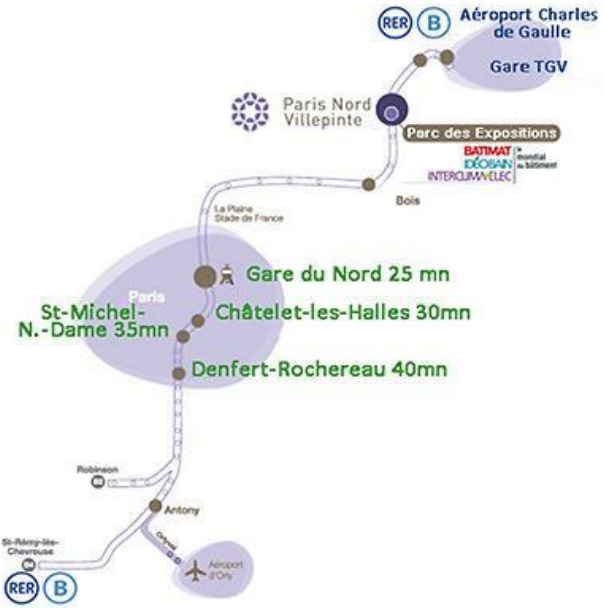 RER B Aéroport Charles
de Gaulle
Gare TGV
Paris Nord
Villepinte
Parc des Expositions
BATIMAT
IDÉOBAIN
INTERCLIMA+ELEC
le
mondial
du bâtiment
Bois
La Plaine
Stade de France
Paris
Gare du Nord 25 mn
St-Michel-
N.-Dame 35mn
Châtelet-les-Halles 30mn
Denfert-Rochereau 40mn
Robinson
Antony
Orlyval
St-Rémy-lès-
Chevreuse
Aéroport
d'Orly
RER B